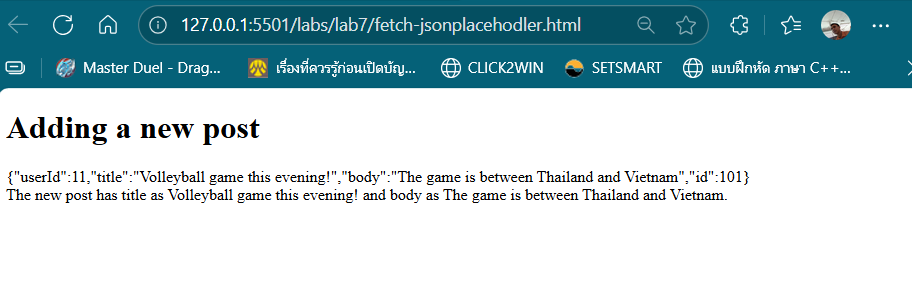 127.0.0.1:5501/labs/lab7/fetch-jsonplacehodler.html
Master Duel - Drag... เรื่องที่ควรรู้ก่อนเปิดบัญ... CLICK2WIN SETSMART แบบฝึกหัด ภาษา C++...
Adding a new post
{"userId":11,"title":"Volleyball game this evening!","body":"The game is between Thailand and Vietnam","id":101}
The new post has title as Volleyball game this evening! and body as The game is between Thailand and Vietnam.